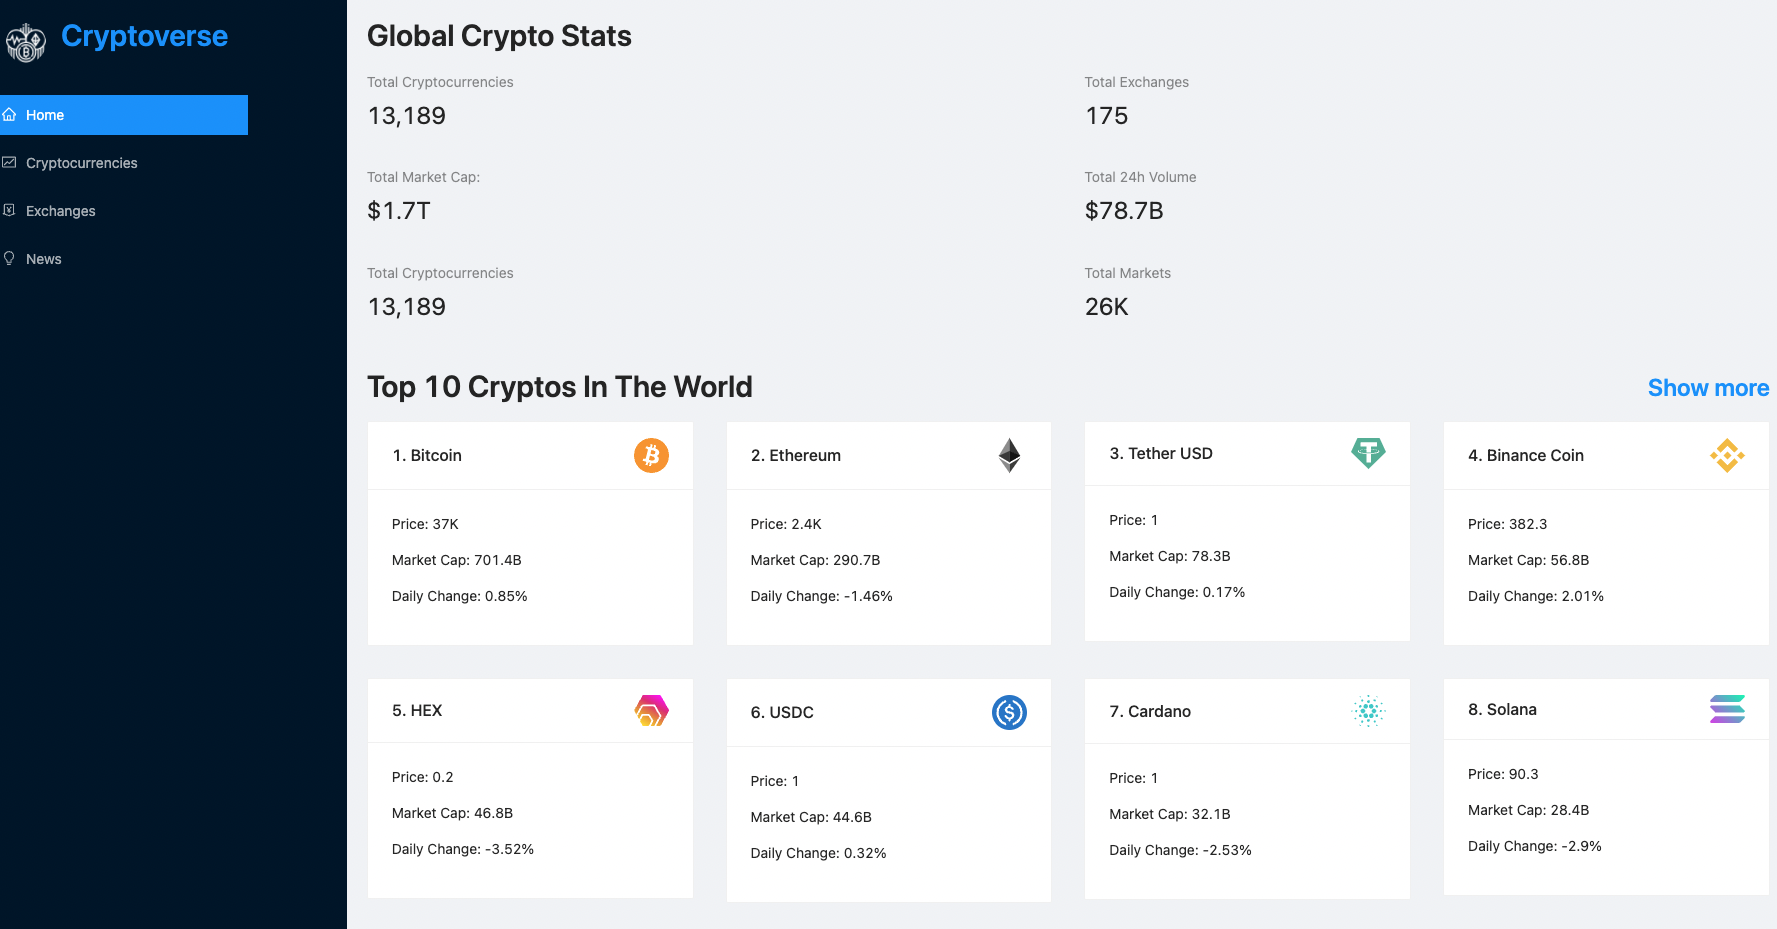 Cryptoverse
Home
Cryptocurrencies
Exchanges
News
Global Crypto Stats
Total Cryptocurrencies
13,189
Total Exchanges
175
Total Market Cap:
$1.7T
Total 24h Volume
$78.7B
Total Cryptocurrencies
13,189
Total Markets
26K
Top 10 Cryptos In The World
Show more
1. Bitcoin
Price: 37K
Market Cap: 701.4B
Daily Change: 0.85%
2. Ethereum
Price: 2.4K
Market Cap: 290.7B
Daily Change: -1.46%
3. Tether USD
Price: 1
Market Cap: 78.3B
Daily Change: 0.17%
4. Binance Coin
Price: 382.3
Market Cap: 56.8B
Daily Change: 2.01%
5. HEX
Price: 0.2
Market Cap: 46.8B
Daily Change: -3.52%
6. USDC
Price: 1
Market Cap: 44.6B
Daily Change: 0.32%
7. Cardano
Price: 1
Market Cap: 32.1B
Daily Change: -2.53%
8. Solana
Price: 90.3
Market Cap: 28.4B
Daily Change: -2.9%